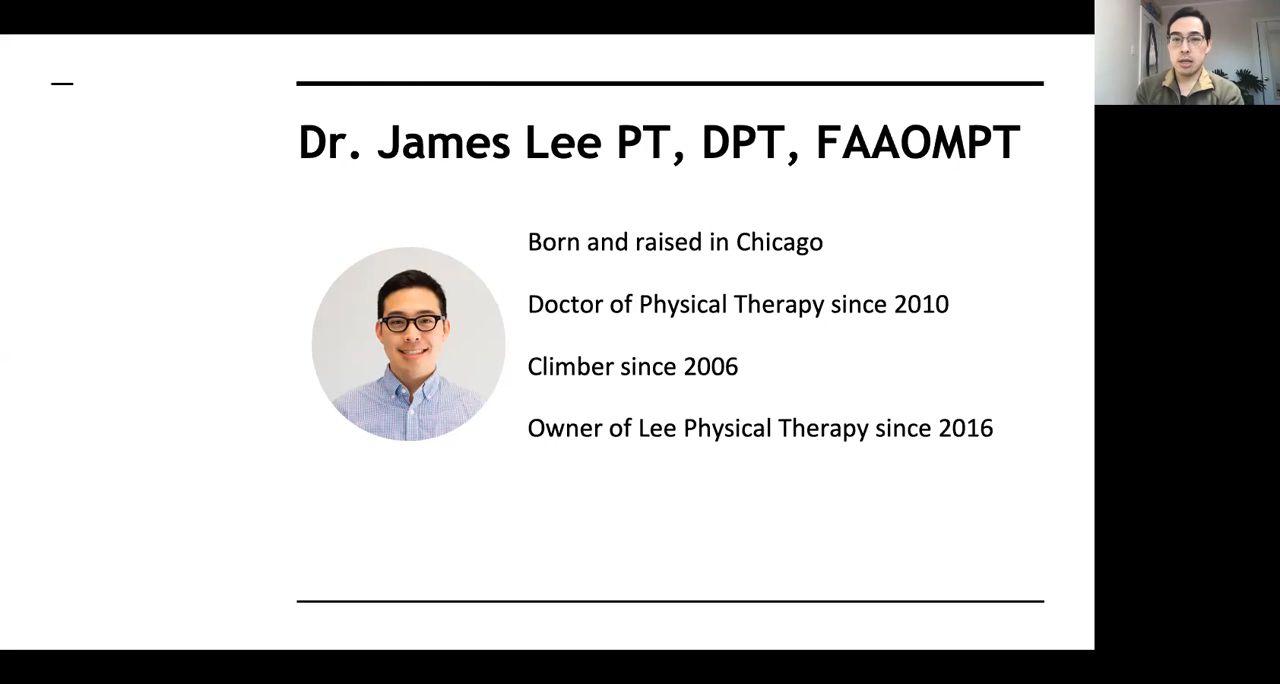 Dr. James Lee PT, DPT, FAAOMPT
Born and raised in Chicago
Doctor of Physical Therapy since 2010
Climber since 2006
Owner of Lee Physical Therapy since 2016